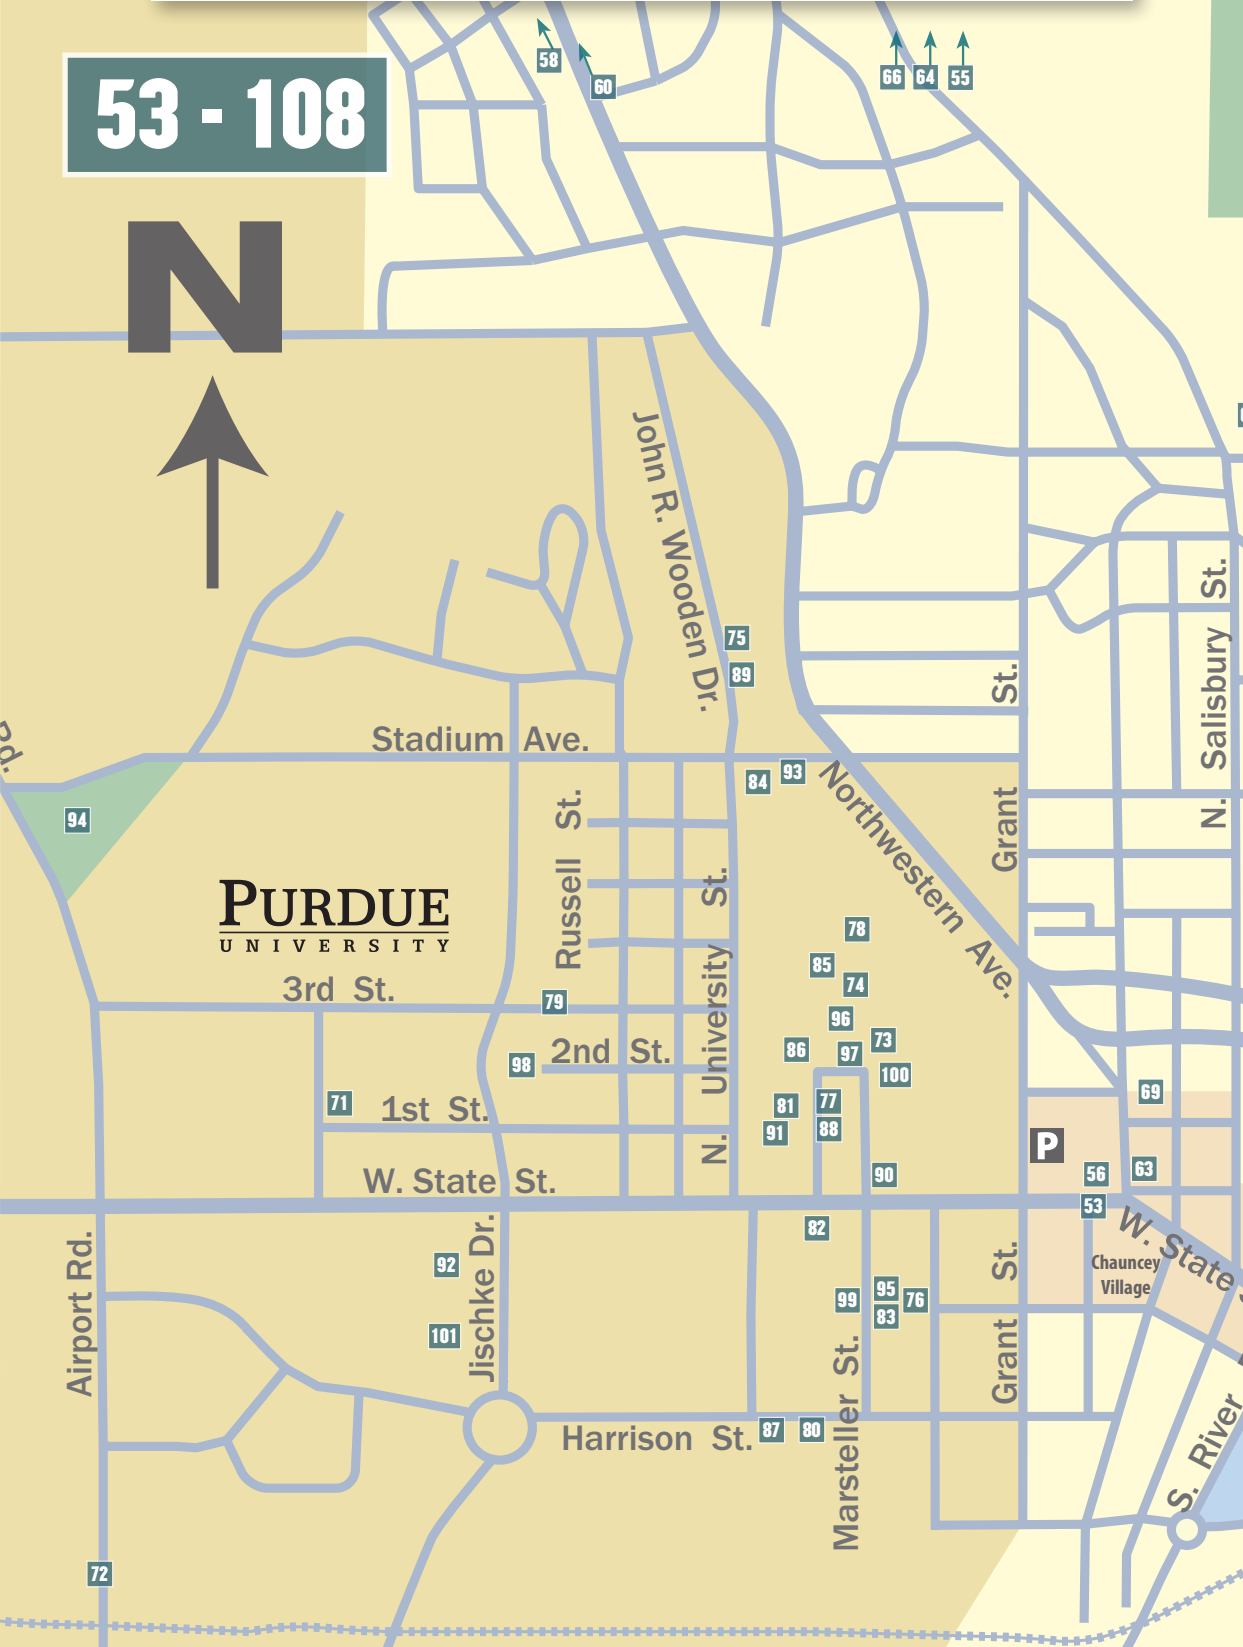 58
60
66 64 55
53 - 108
N
John R. Wooden Dr.
75
89
N. Salisbury St.
Rd.
Stadium Ave.
84 93
Northwestern Ave.
Grant St.
94
PURDUE
UNIVERSITY
Russell St.
N. University St.
78
85
74
3rd St.
79
96
73
2nd St.
98
86
97
100
71
1st St.
81
77
91
88
69
P
W. State St.
90
56
63
53
82
W. State
Chauncey
Village
Airport Rd.
92
101
Jischke Dr.
99
95
76
83
Grant St.
Marsteller St.
Harrison St.
87 80
S. River
72